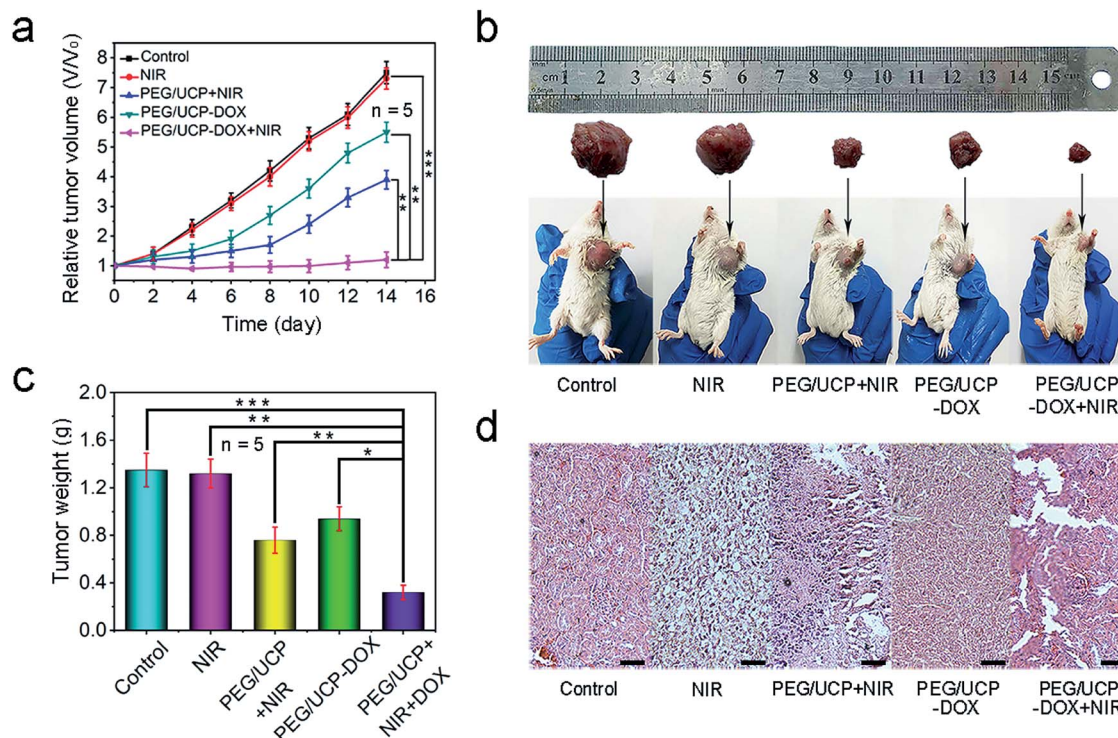 a
Relative tumor volume (V/V₀)
7
6
5
4
3
2
1
Control
NIR
PEG/UCP+NIR
PEG/UCP-DOX
PEG/UCP-DOX+NIR
n = 5
***
**
**
0 2 4 6 8 10 12 14 16
Time (day)
b
cm 1 2 3 4 5 6 7 8 9 10 11 12 13 14 15 cm
Control
NIR
PEG/UCP+NIR
PEG/UCP
-DOX
PEG/UCP
-DOX+NIR
c
Tumor weight (g)
2.0
1.6
1.2
0.8
0.4
0.0
***
**
n = 5
**
*
Control
NIR
PEG/UCP
+NIR
PEG/UCP-DOX
PEG/UCP+
NIR+DOX
d
Control
NIR
PEG/UCP+NIR
PEG/UCP
-DOX
PEG/UCP
-DOX+NIR